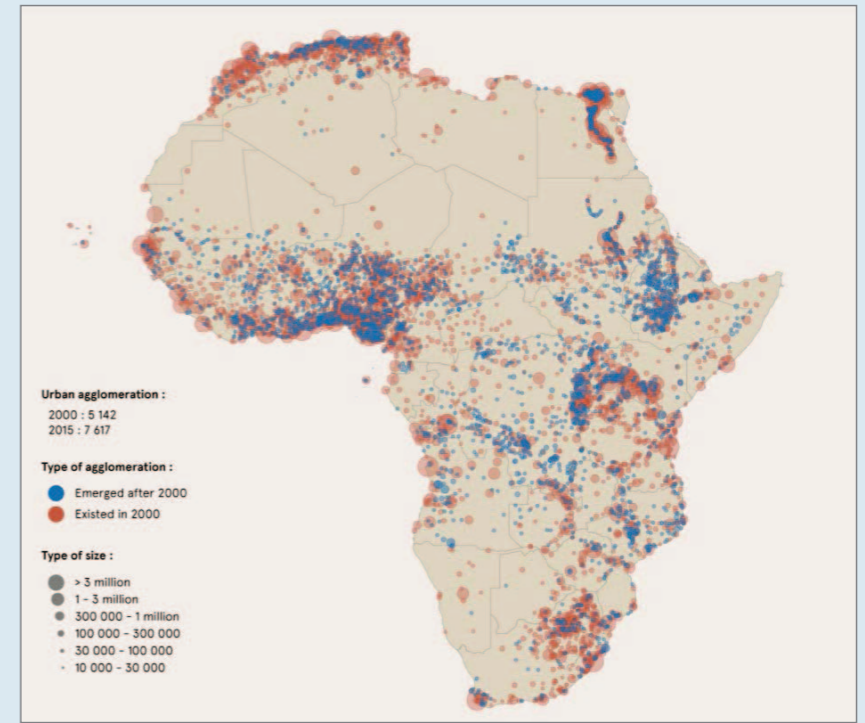 Urban agglomeration :
2000 : 5 142
2015 : 7 617
Type of agglomeration :
Emerged after 2000
Existed in 2000
Type of size :
> 3 million
1 - 3 million
300 000 - 1 million
100 000 - 300 000
30 000 - 100 000
10 000 - 30 000